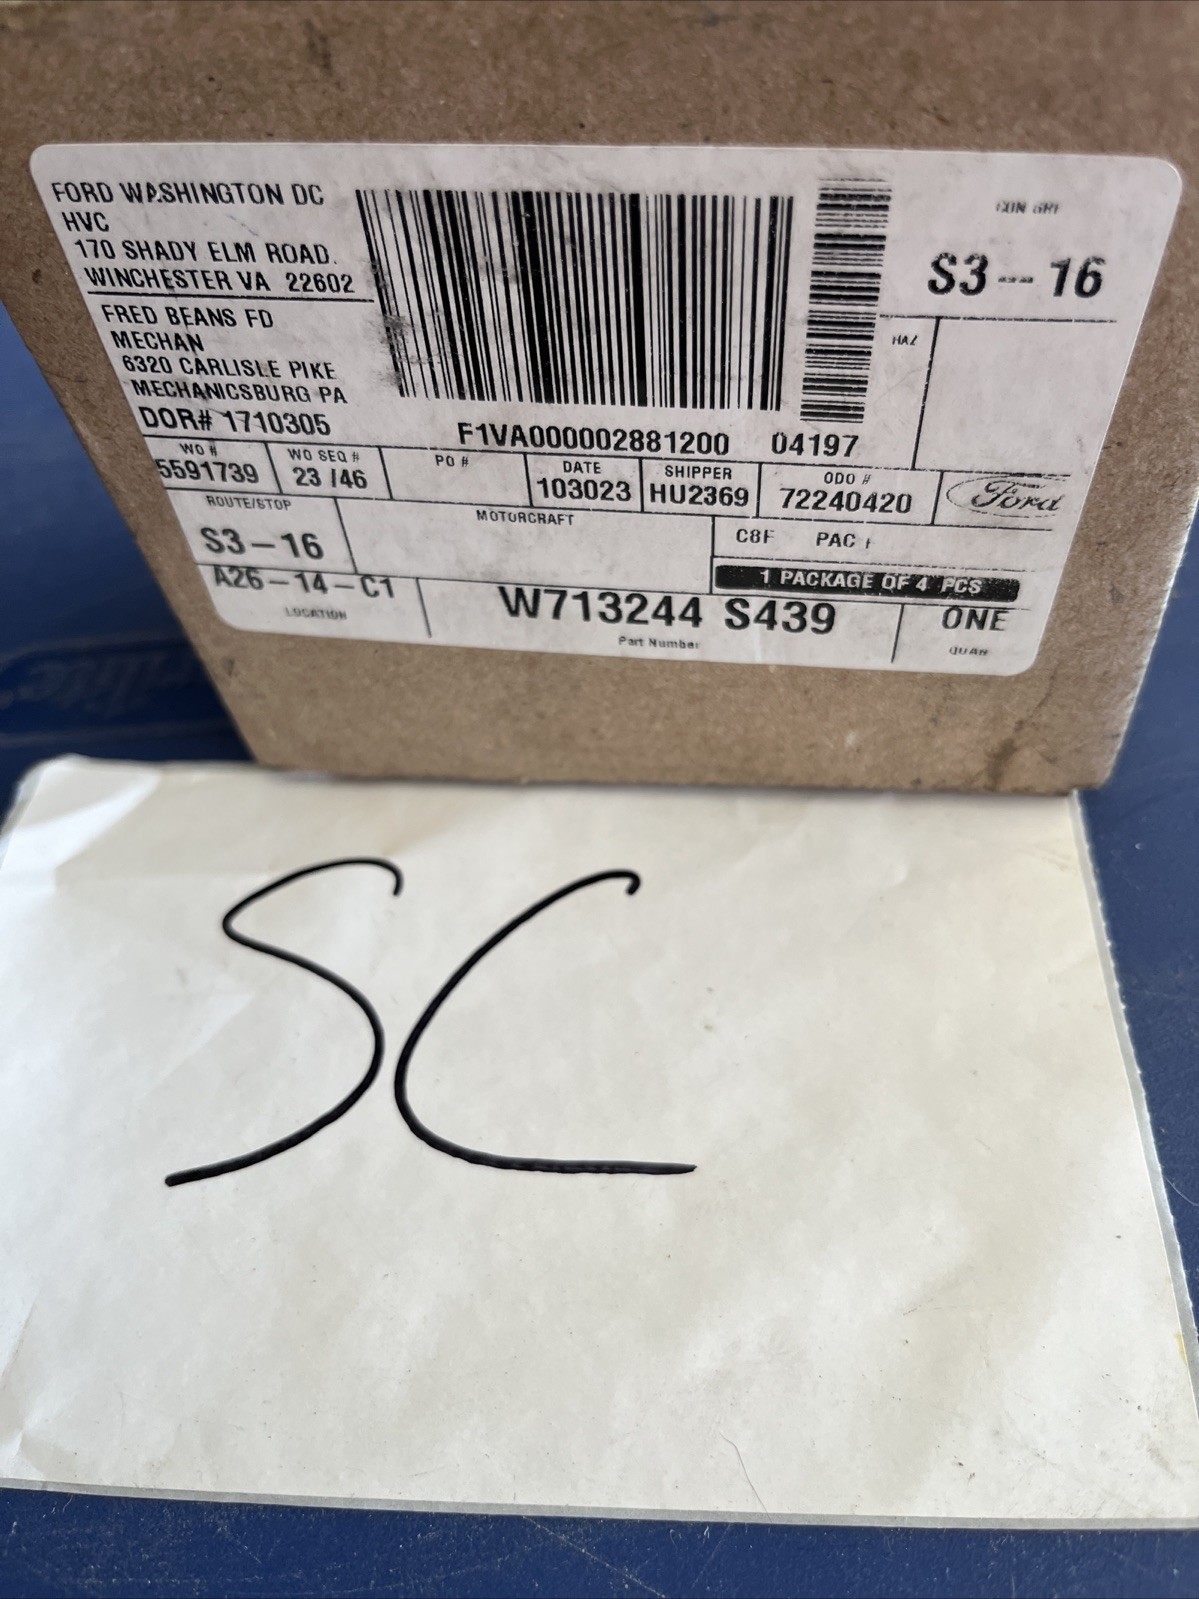 FORD WASHINGTON DC
HVC
170 SHADY ELM ROAD.
WINCHESTER VA 22602
FRED BEANS FD
MECHAN
6320 CARLISLE PIKE
MECHANICSBURG PA
DOR# 1710305
F1VA000002881200 04197
S3--- 16
HAZ
WO #
5591739
WO SEQ #
23 /46
PO #
DATE
103023
SHIPPER
HU2369
ODO #
72240420
Ford
ROUTE/STOP
S3-16
MOTORCRAFT
C8F PAC
1 PACKAGE OF 4 PCS
A26-14-C1
LOCATION
W713244 S439
Part Number
ONE
QUAN
SC